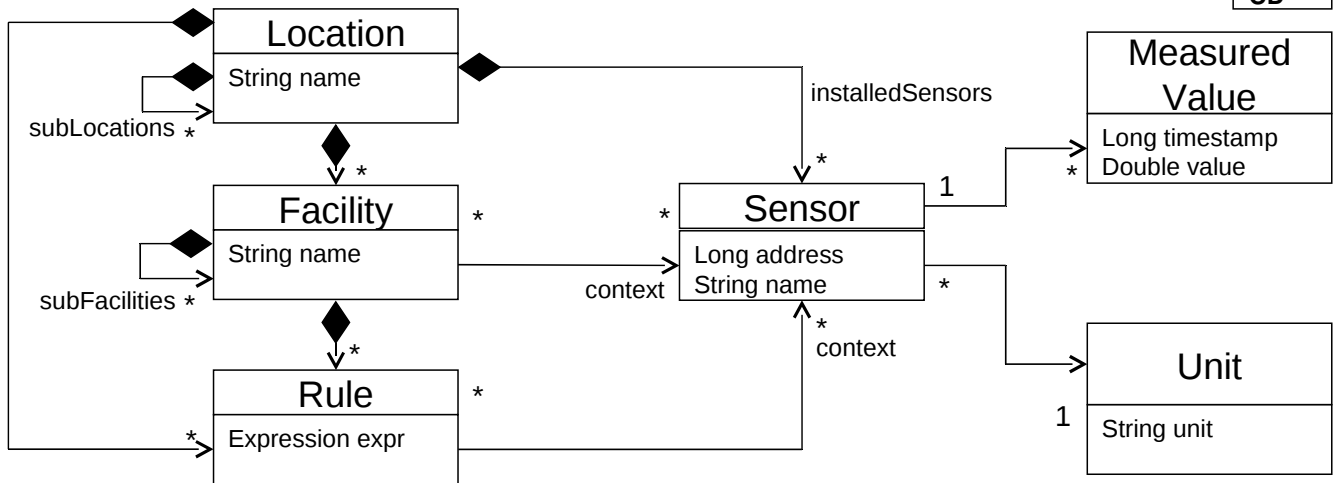 CD
Location
String name
subLocations *
*
installedSensors
*
Measured
Value
Long timestamp
Double value
*
1
Facility
String name
*
*
subFacilities *
context
Sensor
Long address
String name
*
*
context
*
Rule
Expression expr
*
*
Unit
String unit
1